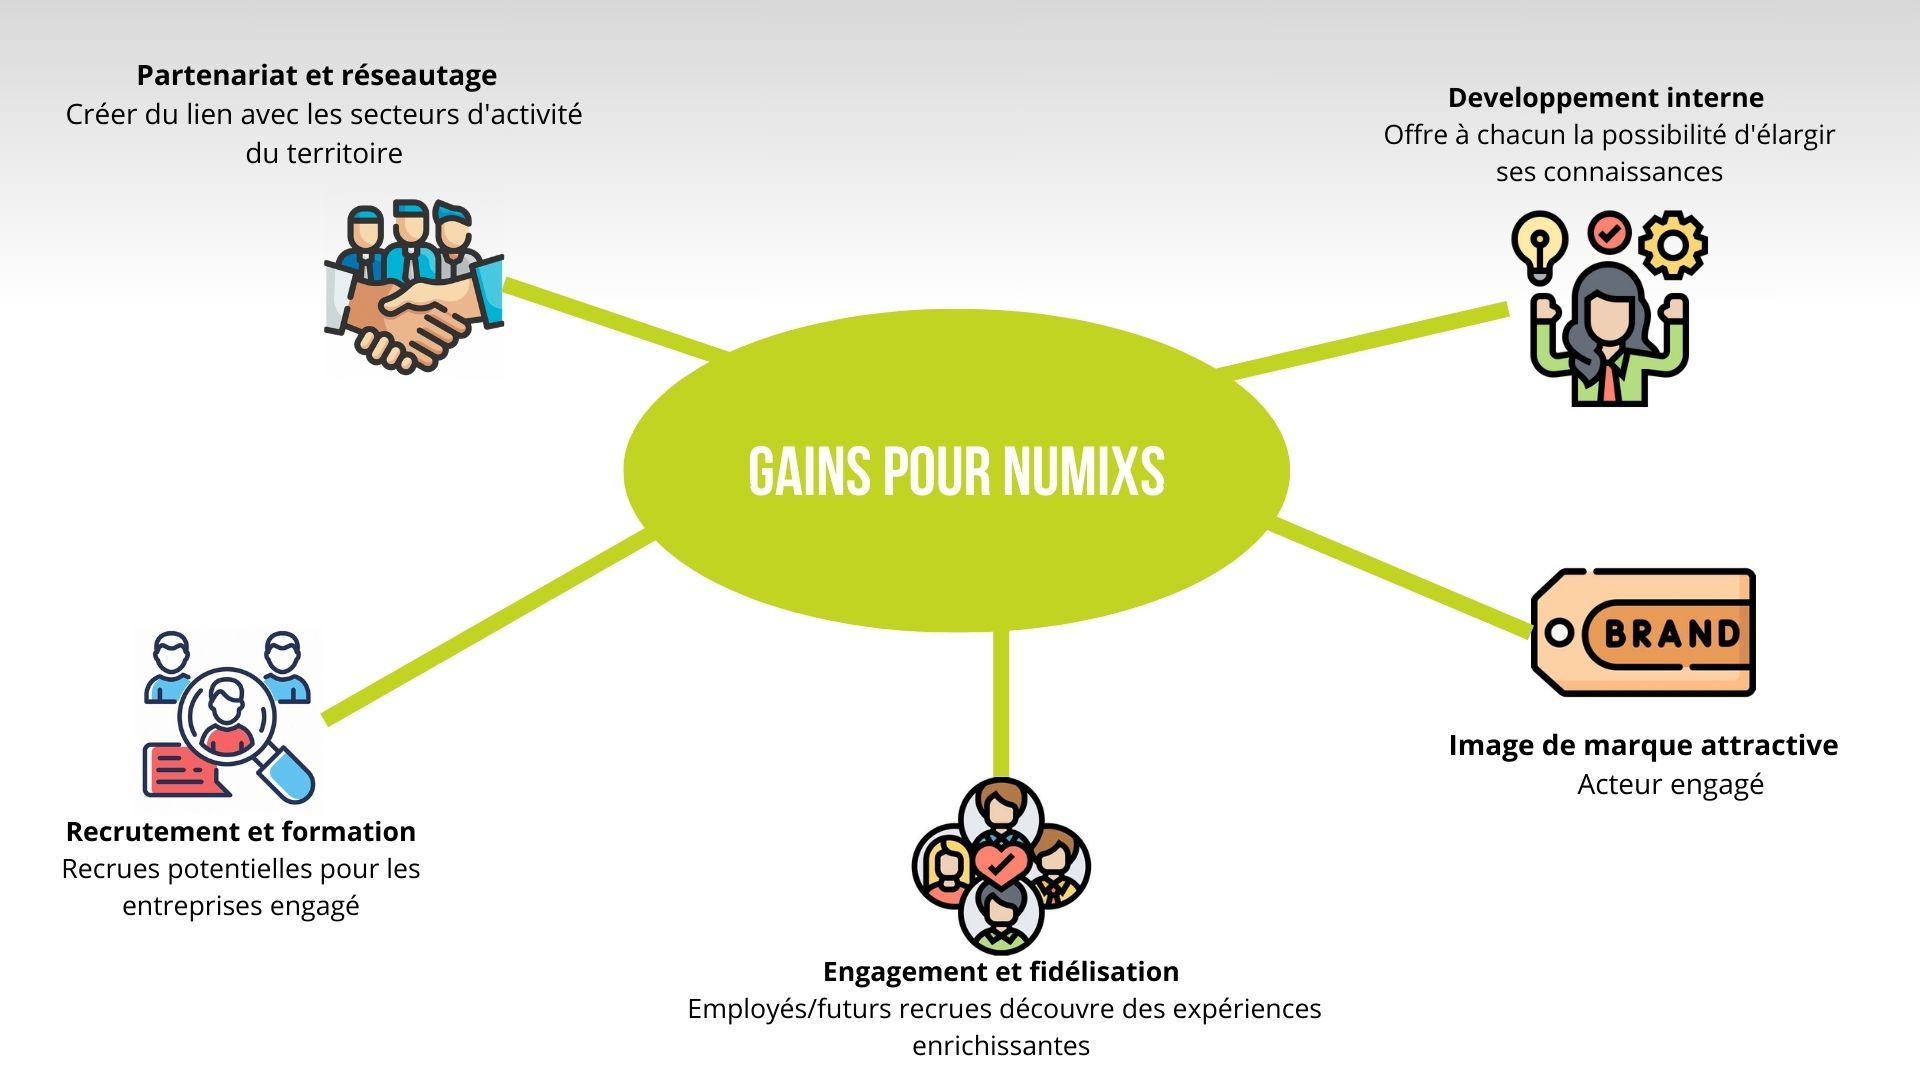 Partenariat et réseautage
Créer du lien avec les secteurs d'activité
du territoire
Developpement interne
Offre à chacun la possibilité d'élargir
ses connaissances
GAINS POUR NUMIXS
BRAND
Image de marque attractive
Acteur engagé
Recrutement et formation
Recrues potentielles pour les
entreprises engagé
Engagement et fidélisation
Employés/futurs recrues découvre des expériences
enrichissantes